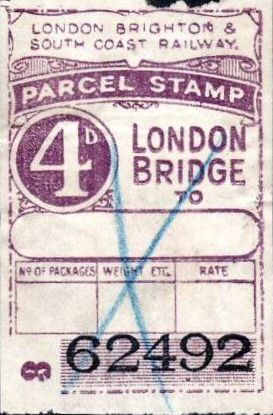 LONDON BRIGHTON &
SOUTH COAST RAILWAY.
PARCEL STAMP
4D
LONDON
BRIDGE
TO
No OF PACKAGES WEIGHT ETC. RATE
62492